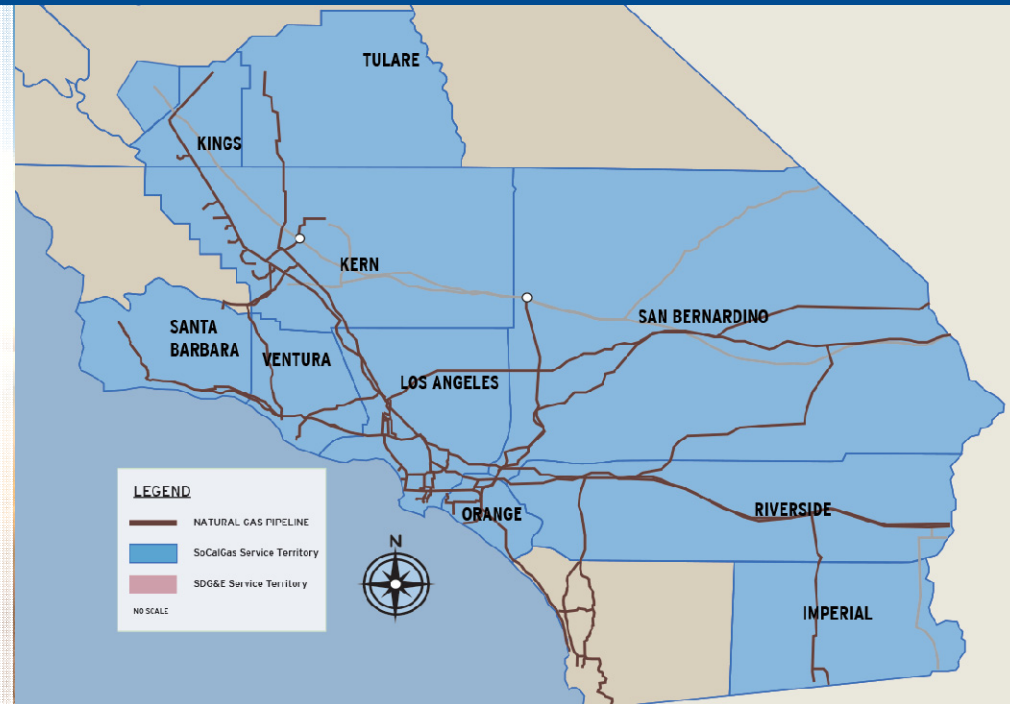 TULARE
KINGS
KERN
SAN BERNARDINO
SANTA
BARBARA
VENTURA
LOS ANGELES
ORANGE
RIVERSIDE
IMPERIAL
LEGEND
NATURAL GAS PIPELINE
SoCalGas Service Territory
SDG&E Service Territory
NO SCALE
N